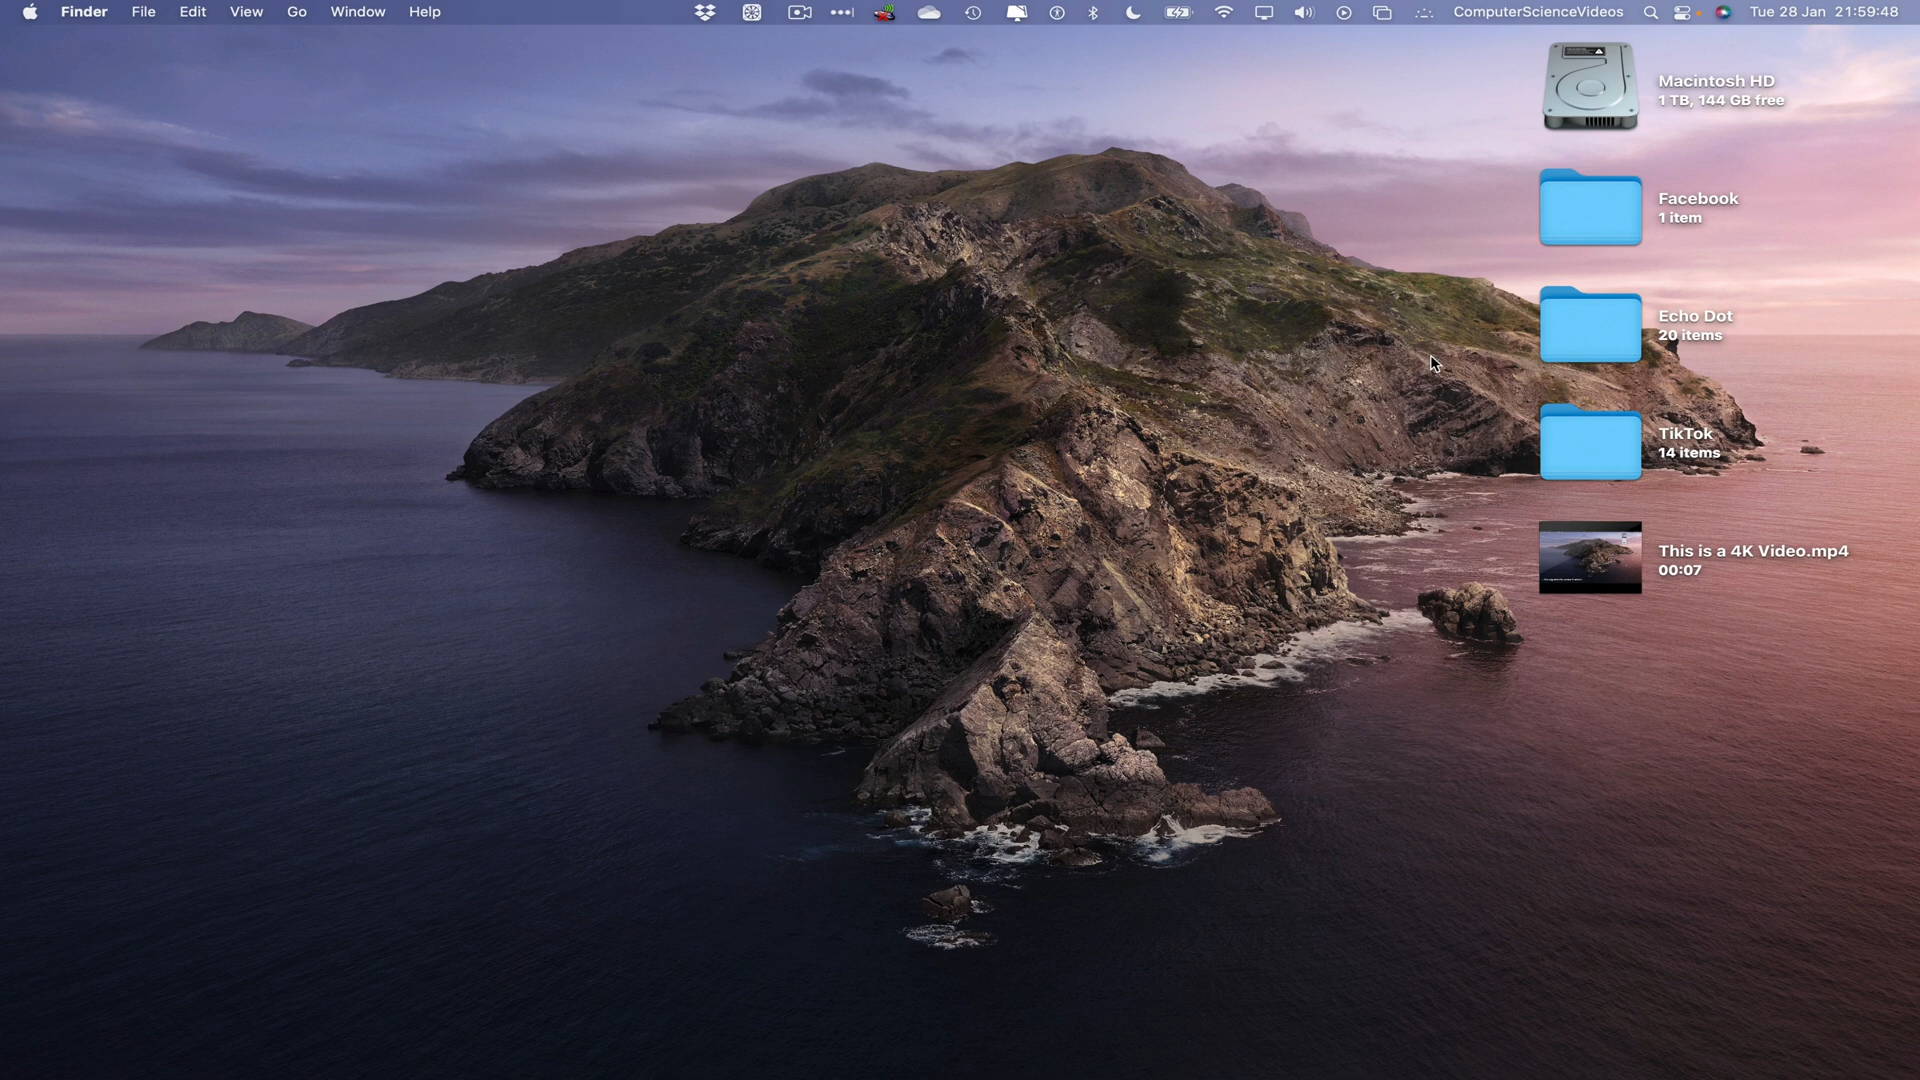 Finder File Edit View Go Window Help ComputerScienceVideos Tue 28 Jan 21:59:48
Macintosh HD
1 TB, 144 GB free
Facebook
1 item
Echo Dot
20 items
TikTok
14 items
This is a 4K Video.mp4
00:07